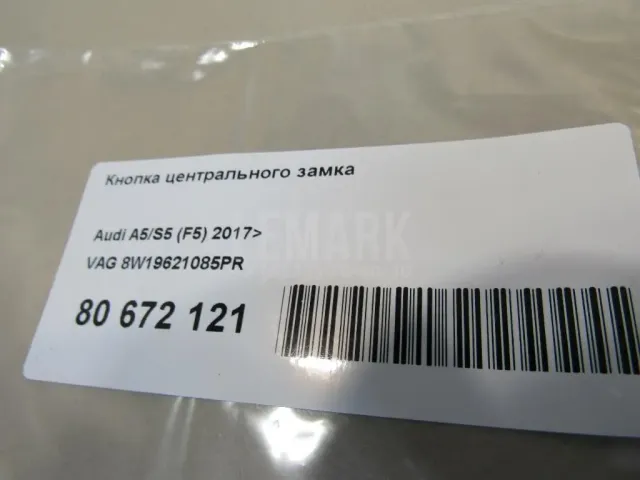 Кнопка центрального замка
Audi A5/S5 (F5) 2017>
VAG 8W19621085PR
80 672 121